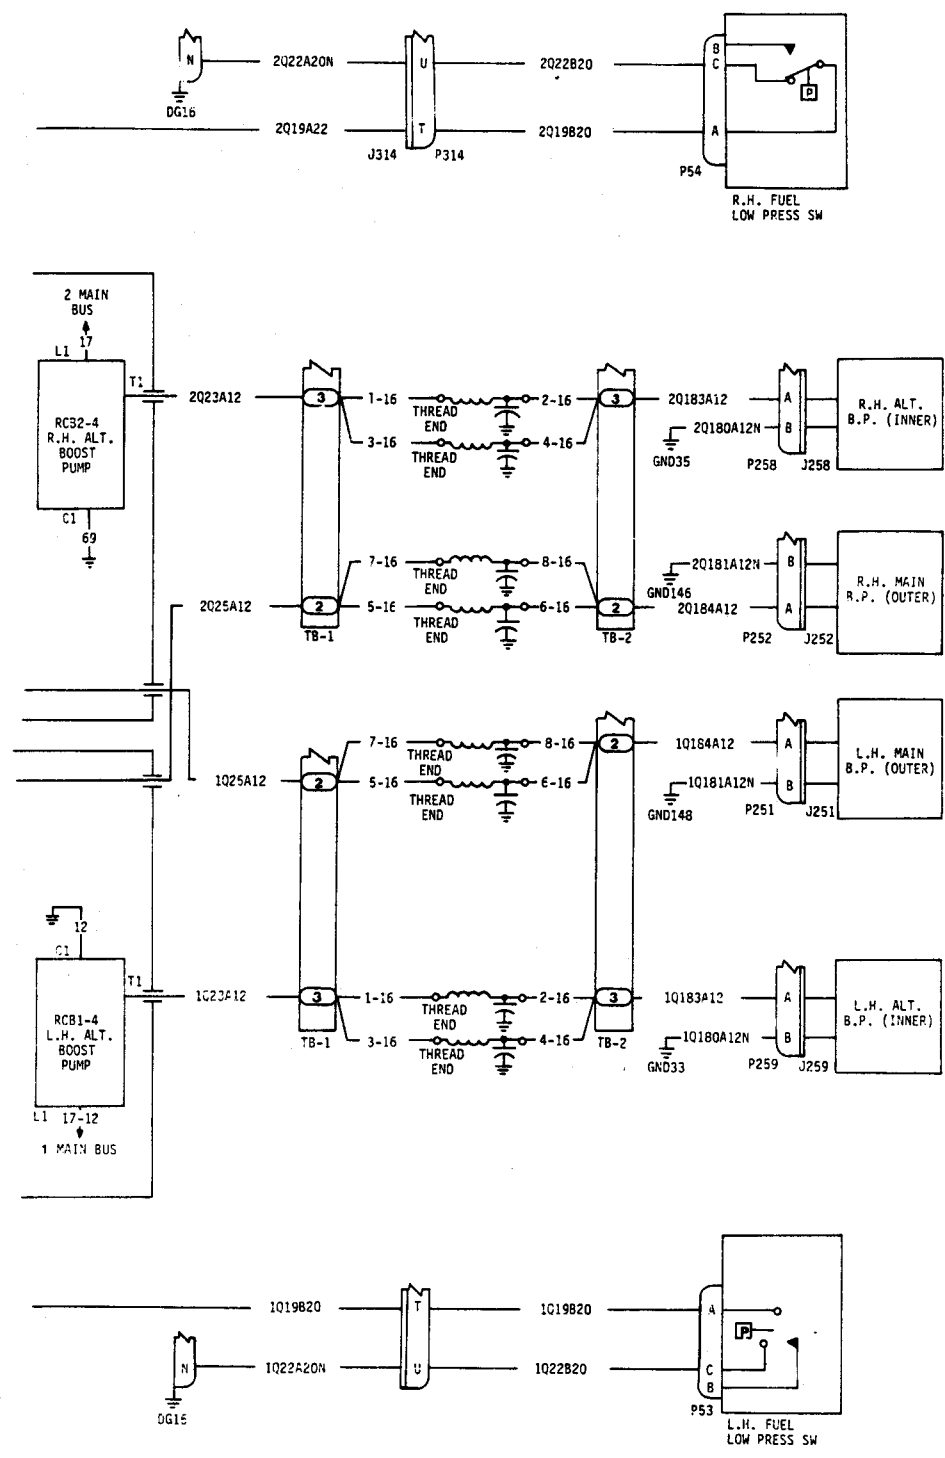 N
2Q22A20N
U
2Q22B20
B
C
P
DG16
2Q19A22
T
2Q19B20
A
J314
P314
P54
R.H. FUEL
LOW PRESS SW
2 MAIN
BUS
17
L1
T1
RCB2-4
R.H. ALT.
BOOST
PUMP
C1
69
2Q23A12
3
1-16
THREAD
END
2-16
3
2Q183A12
A
R.H. ALT.
B.P. (INNER)
3-16
THREAD
END
4-16
2Q180A12N
B
GND35
P258
J258
7-16
THREAD
END
8-16
2Q181A12N
B
GND146
R.H. MAIN
B.P. (OUTER)
2Q25A12
2
5-16
THREAD
END
6-16
2
2Q184A12
A
TB-1
TB-2
P252
J252
7-16
THREAD
END
8-16
2
1Q184A12
A
L.H. MAIN
B.P. (OUTER)
1Q25A12
2
5-16
THREAD
END
6-16
1Q181A12N
B
GND148
P251
J251
12
C1
T1
RCB1-4
L.H. ALT.
BOOST
PUMP
L1
17-12
1 MAIN BUS
1Q23A12
3
1-16
THREAD
END
2-16
3
1Q183A12
A
L.H. ALT.
B.P. (INNER)
TB-1
3-16
THREAD
END
4-16
TB-2
1Q180A12N
B
GND33
P259
J259
1Q19B20
T
1Q19B20
A
P
N
1Q22A20N
U
1Q22B20
C
B
DG15
P53
L.H. FUEL
LOW PRESS SW